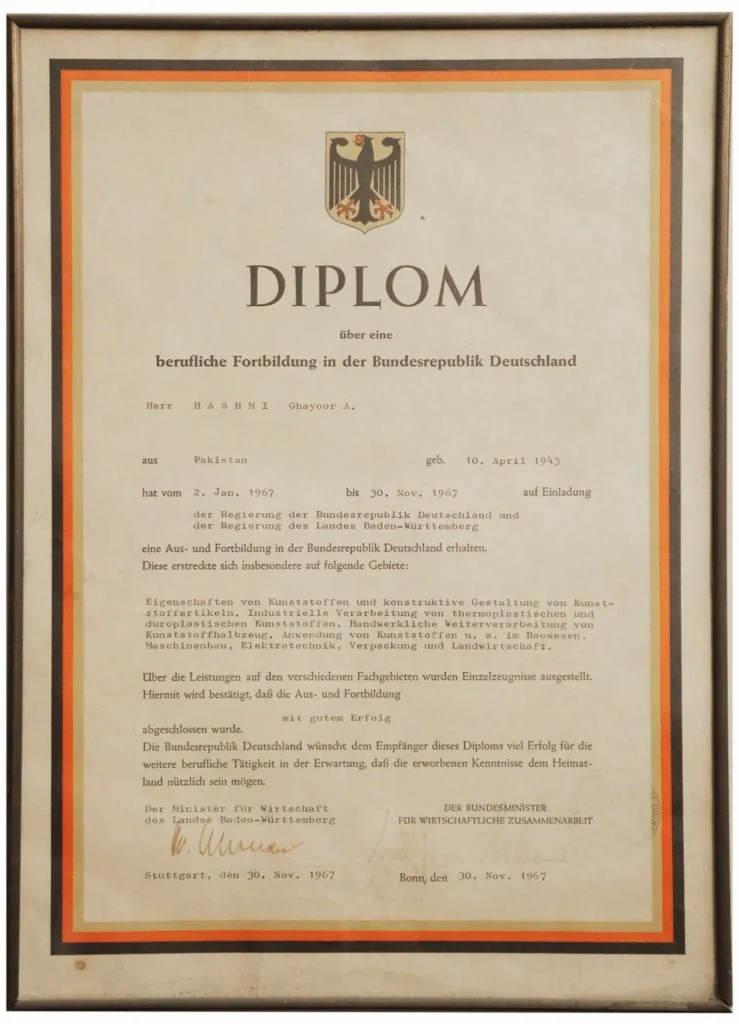 DIPLOM
über eine
berufliche Fortbildung in der Bundesrepublik Deutschland
Herr H A S H M I Ghayoor A.
aus Pakistan geb. 10. April 1943
hat vom 2. Jan. 1967 bis 30. Nov. 1967 auf Einladung
der Regierung der Bundesrepublik Deutschland und
der Regierung des Landes Baden-Württemberg
eine Aus- und Fortbildung in der Bundesrepublik Deutschland erhalten.
Diese erstreckte sich insbesondere auf folgende Gebiete:
Eigenschaften von Kunststoffen und konstruktive Gestaltung von Kunst-
stoffartikeln. Industrielle Verarbeitung von thermoplastischen und
duroplastischen Kunststoffen. Handwerkliche Weiterverarbeitung von
Kunststoffhalbzeug. Anwendung von Kunststoffen u. a. im Bauwesen,
Maschinenbau, Elektrotechnik, Verpackung und Landwirtschaft.
Über die Leistungen auf den verschiedenen Fachgebieten wurden Einzelzeugnisse ausgestellt.
Hiermit wird bestätigt, daß die Aus- und Fortbildung
mit gutem Erfolg
abgeschlossen wurde.
Die Bundesrepublik Deutschland wünscht dem Empfänger dieses Diploms viel Erfolg für die
weitere berufliche Tätigkeit in der Erwartung, daß die erworbenen Kenntnisse dem Heimat-
land nützlich sein mögen.
Der Minister für Wirtschaft DER BUNDESMINISTER
des Landes Baden-Württemberg FÜR WIRTSCHAFTLICHE ZUSAMMENARBEIT
Stuttgart, den 30. Nov. 1967 Bonn, den 30. Nov. 1967